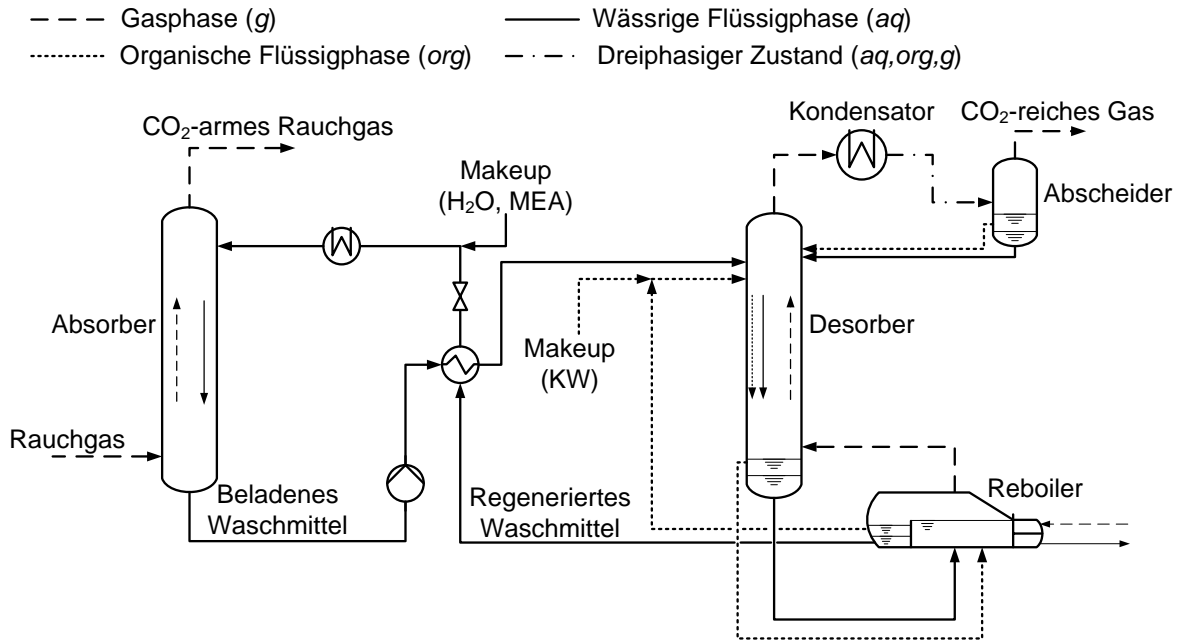 Gasphase (g)
Wässrige Flüssigphase (aq)
Organische Flüssigphase (org)
Dreiphasiger Zustand (aq,org,g)
CO₂-armes Rauchgas
Kondensator
CO₂-reiches Gas
Makeup
(H₂O, MEA)
Abscheider
Absorber
Desorber
Makeup
(KW)
Rauchgas
Beladenes
Waschmittel
Regeneriertes
Waschmittel
Reboiler